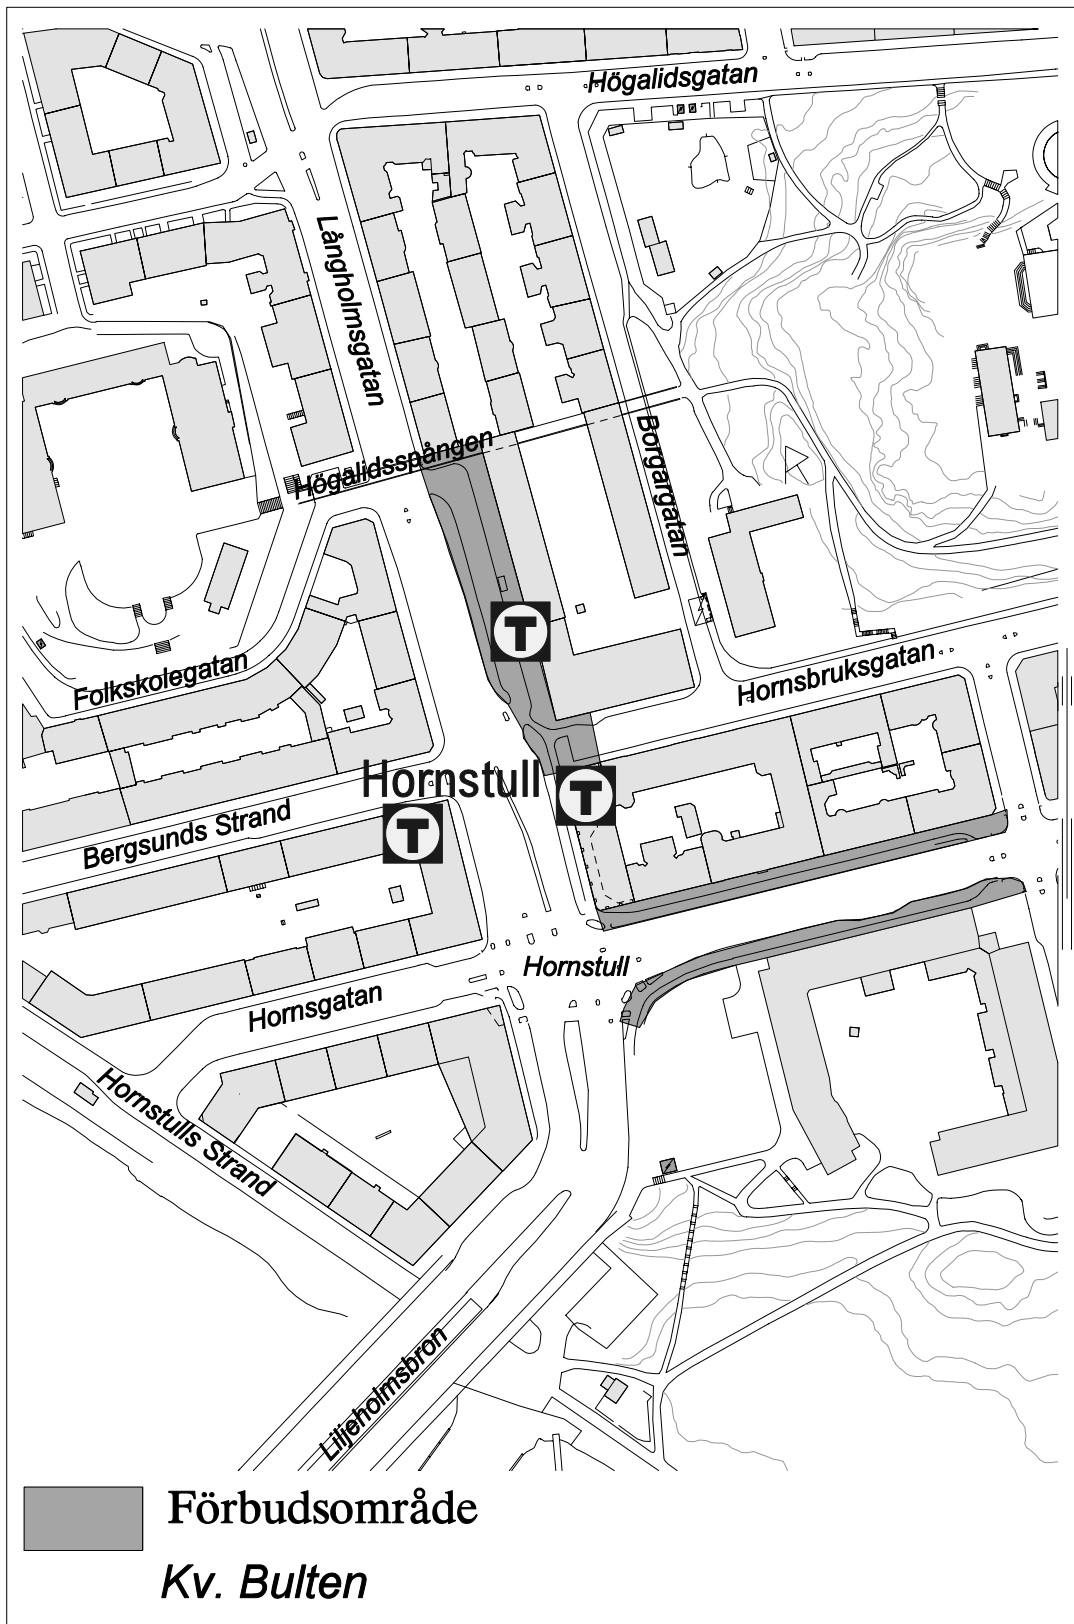 Högalidsgatan
Långholmsgatan
Högalidsspången
Borgargatan
T
Folkskolegatan
Hornsbruksgatan
Hornstull
T
T
Bergsunds Strand
Hornstull
Hornsgatan
Hornstulls Strand
Liljeholmsbron
Förbudsområde
Kv. Bulten